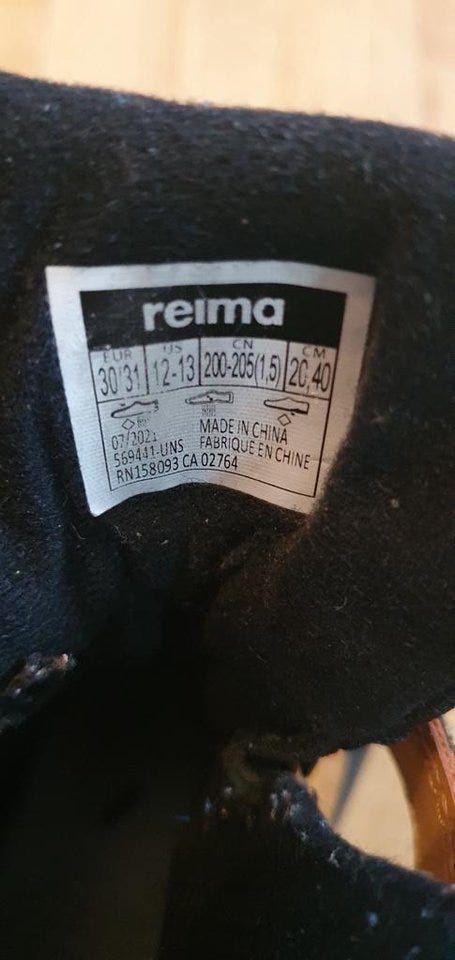 reima
EUR US CN CM
30/31 12-13 200-205(1,5) 20,40
07/2021 MADE IN CHINA
569441-UNS FABRIQUE EN CHINE
RN158093 CA 02764